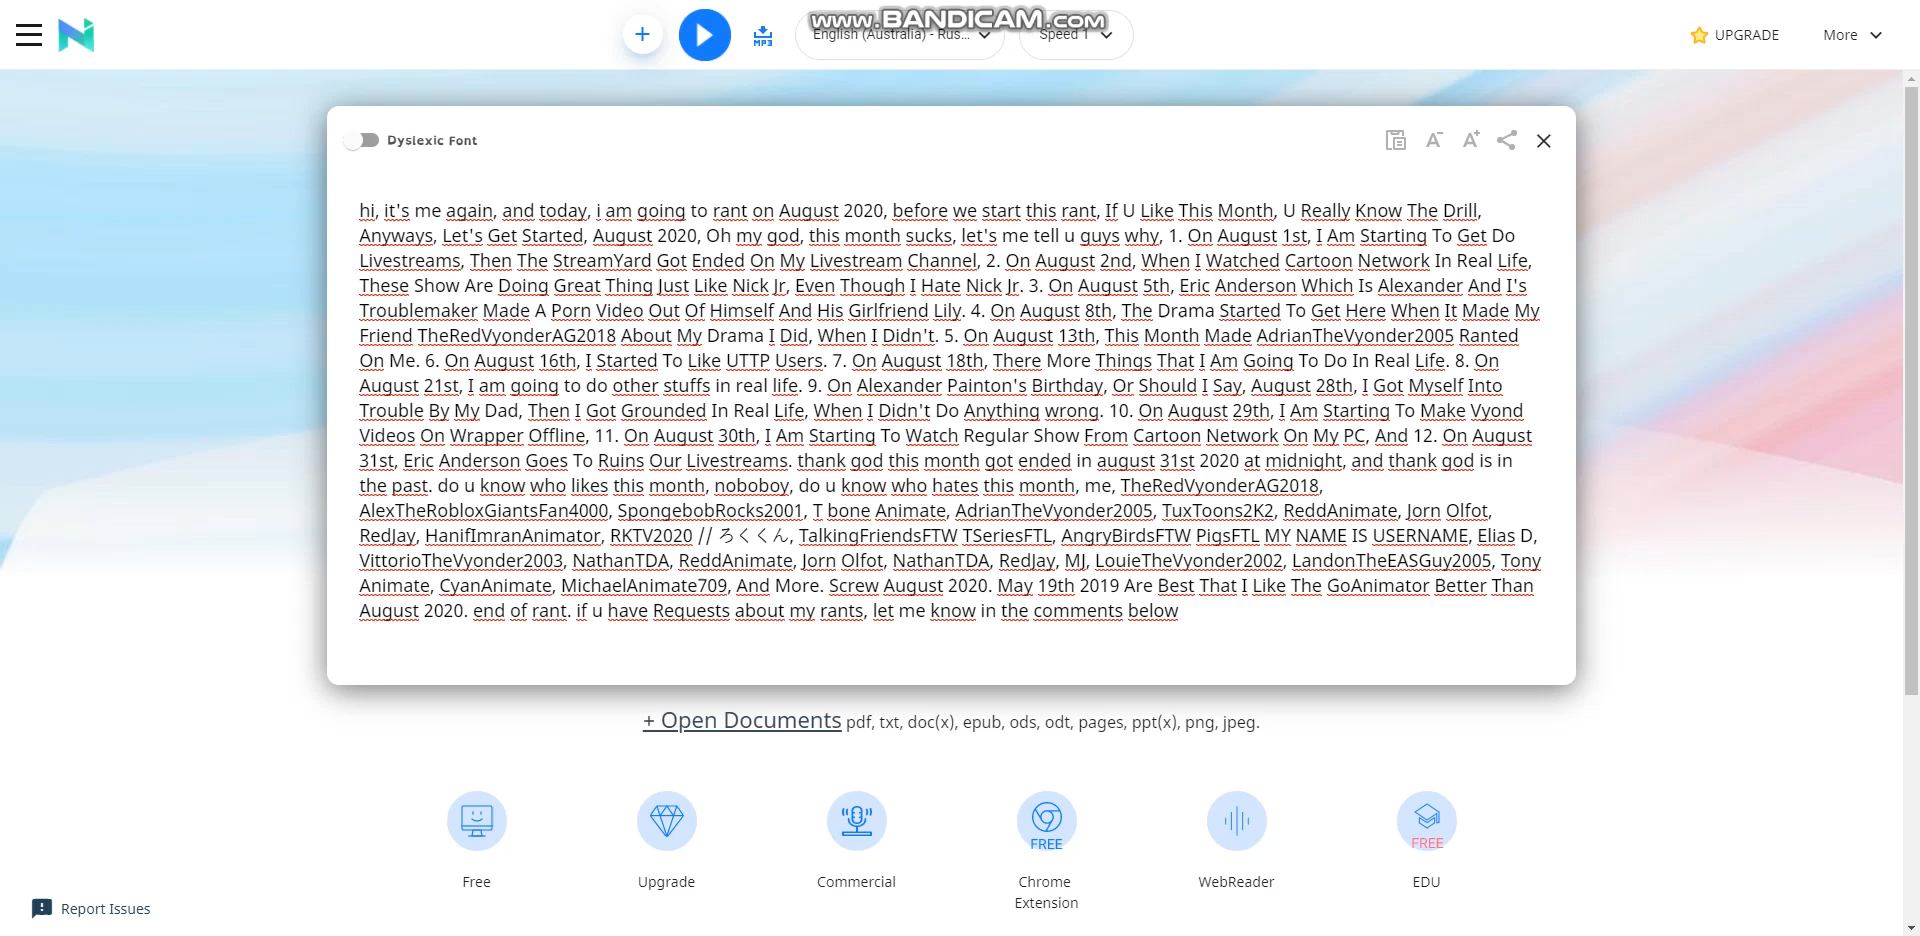 www.BANDICAM.com
English (Australia) - Rus...
Speed 1
MP3
UPGRADE
More
Dyslexic Font
hi, it's me again, and today, i am going to rant on August 2020, before we start this rant, If U Like This Month, U Really Know The Drill,
Anyways, Let's Get Started, August 2020, Oh my god, this month sucks, let's me tell u guys why, 1. On August 1st, I Am Starting To Get Do
Livestreams, Then The StreamYard Got Ended On My Livestream Channel, 2. On August 2nd, When I Watched Cartoon Network In Real Life,
These Show Are Doing Great Thing Just Like Nick Jr, Even Though I Hate Nick Jr. 3. On August 5th, Eric Anderson Which Is Alexander And I's
Troublemaker Made A Porn Video Out Of Himself And His Girlfriend Lily. 4. On August 8th, The Drama Started To Get Here When It Made My
Friend TheRedVyonderAG2018 About My Drama I Did, When I Didn't. 5. On August 13th, This Month Made AdrianTheVyonder2005 Ranted
On Me. 6. On August 16th, I Started To Like UTTP Users. 7. On August 18th, There More Things That I Am Going To Do In Real Life. 8. On
August 21st, I am going to do other stuffs in real life. 9. On Alexander Painton's Birthday, Or Should I Say, August 28th, I Got Myself Into
Trouble By My Dad, Then I Got Grounded In Real Life, When I Didn't Do Anything wrong. 10. On August 29th, I Am Starting To Make Vyond
Videos On Wrapper Offline, 11. On August 30th, I Am Starting To Watch Regular Show From Cartoon Network On My PC, And 12. On August
31st, Eric Anderson Goes To Ruins Our Livestreams. thank god this month got ended in august 31st 2020 at midnight, and thank god is in
the past. do u know who likes this month, noboboy, do u know who hates this month, me, TheRedVyonderAG2018,
AlexTheRobloxGiantsFan4000, SpongebobRocks2001, T bone Animate, AdrianTheVyonder2005, TuxToons2K2, ReddAnimate, Jorn Olfot,
RedJay, HanifImranAnimator, RKTV2020 // ろくくん, TalkingFriendsFTW TSeriesFTL, AngryBirdsFTW PigsFTL MY NAME IS USERNAME, Elias D,
VittorioTheVyonder2003, NathanTDA, ReddAnimate, Jorn Olfot, NathanTDA, RedJay, MJ, LouieTheVyonder2002, LandonTheEASGuy2005, Tony
Animate, CyanAnimate, MichaelAnimate709, And More. Screw August 2020. May 19th 2019 Are Best That I Like The GoAnimator Better Than
August 2020. end of rant. if u have Requests about my rants, let me know in the comments below
+ Open Documents pdf, txt, doc(x), epub, ods, odt, pages, ppt(x), png, jpeg.
FREE
FREE
Free
Upgrade
Commercial
Chrome
Extension
WebReader
EDU
Report Issues